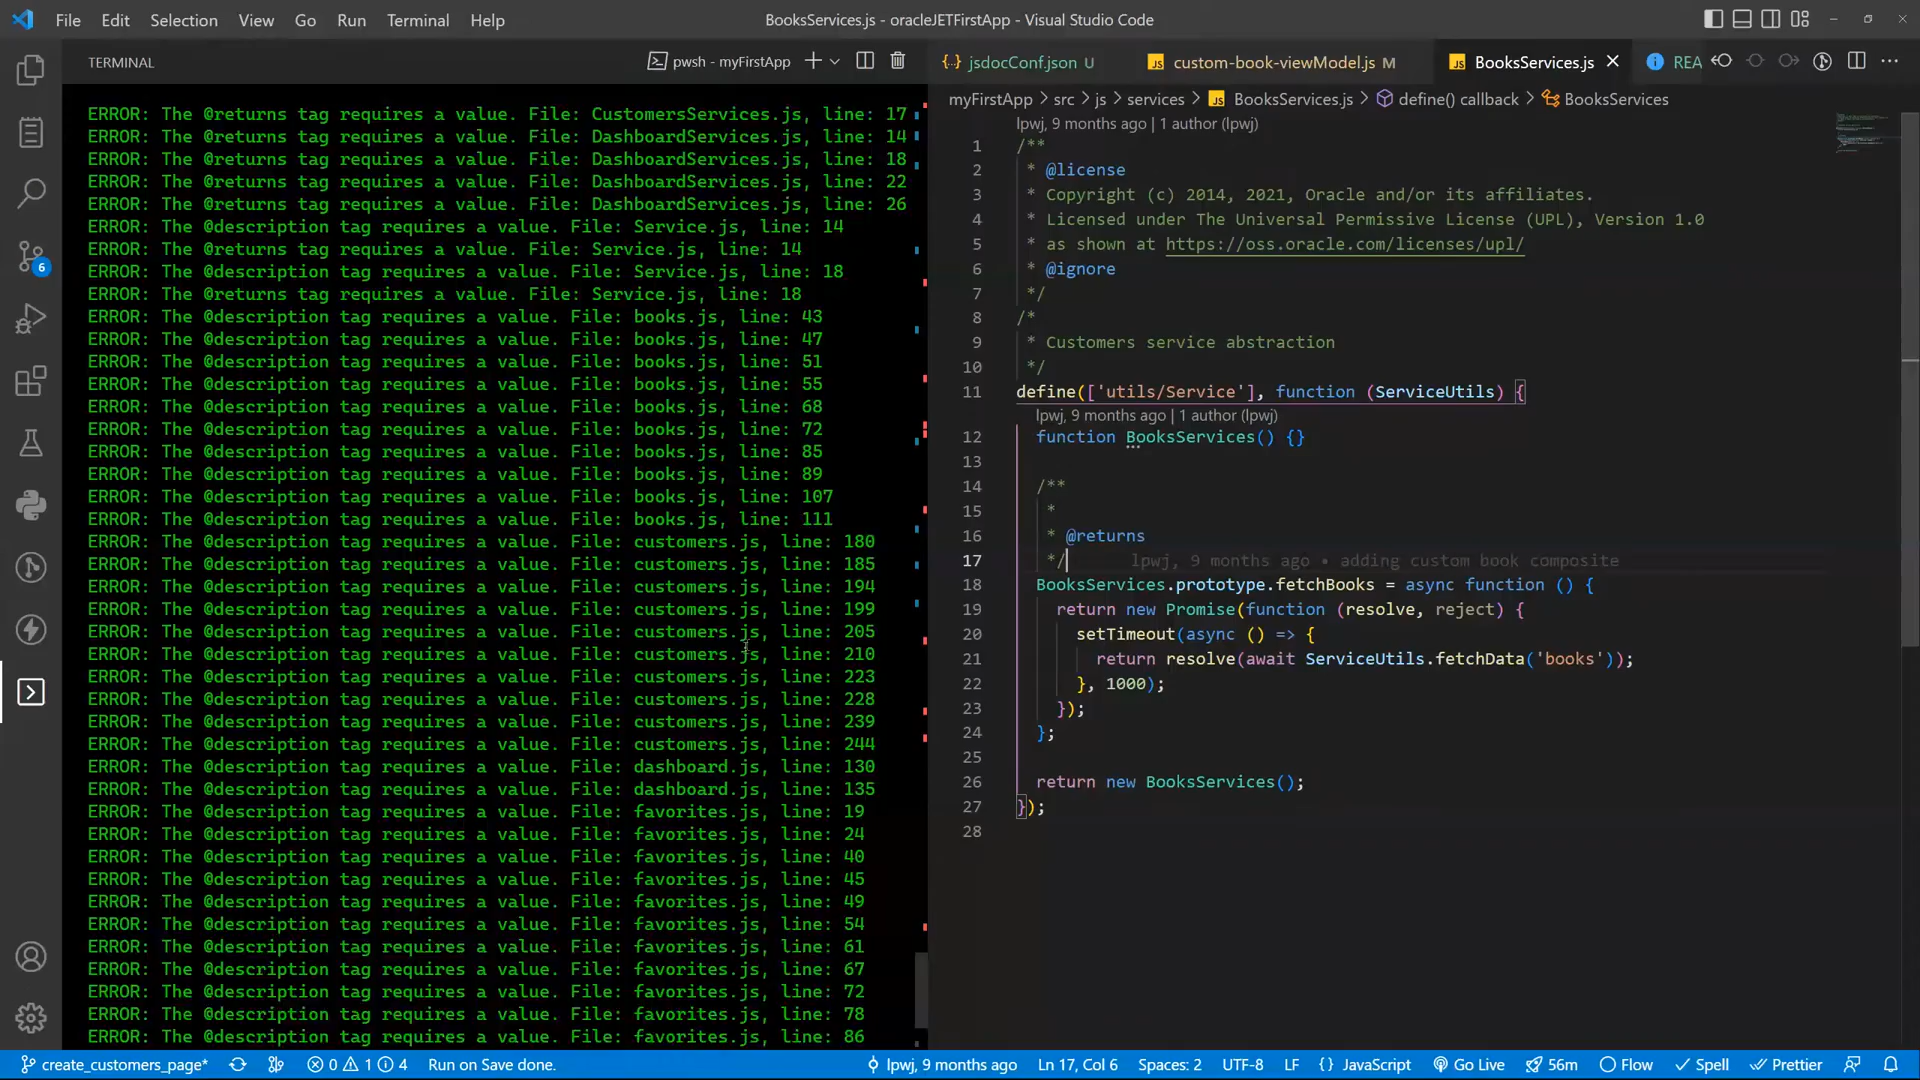 File Edit Selection View Go Run Terminal Help
BooksServices.js - oracleJETFirstApp - Visual Studio Code
TERMINAL
pwsh - myFirstApp
ERROR: The @returns tag requires a value. File: CustomersServices.js, line: 17
ERROR: The @returns tag requires a value. File: DashboardServices.js, line: 14
ERROR: The @returns tag requires a value. File: DashboardServices.js, line: 18
ERROR: The @returns tag requires a value. File: DashboardServices.js, line: 22
ERROR: The @returns tag requires a value. File: DashboardServices.js, line: 26
ERROR: The @description tag requires a value. File: Service.js, line: 14
ERROR: The @returns tag requires a value. File: Service.js, line: 14
ERROR: The @description tag requires a value. File: Service.js, line: 18
ERROR: The @returns tag requires a value. File: Service.js, line: 18
ERROR: The @description tag requires a value. File: books.js, line: 43
ERROR: The @description tag requires a value. File: books.js, line: 47
ERROR: The @description tag requires a value. File: books.js, line: 51
ERROR: The @description tag requires a value. File: books.js, line: 55
ERROR: The @description tag requires a value. File: books.js, line: 68
ERROR: The @description tag requires a value. File: books.js, line: 72
ERROR: The @description tag requires a value. File: books.js, line: 85
ERROR: The @description tag requires a value. File: books.js, line: 89
ERROR: The @description tag requires a value. File: books.js, line: 107
ERROR: The @description tag requires a value. File: books.js, line: 111
ERROR: The @description tag requires a value. File: customers.js, line: 180
ERROR: The @description tag requires a value. File: customers.js, line: 185
ERROR: The @description tag requires a value. File: customers.js, line: 194
ERROR: The @description tag requires a value. File: customers.js, line: 199
ERROR: The @description tag requires a value. File: customers.js, line: 205
ERROR: The @description tag requires a value. File: customers.js, line: 210
ERROR: The @description tag requires a value. File: customers.js, line: 223
ERROR: The @description tag requires a value. File: customers.js, line: 228
ERROR: The @description tag requires a value. File: customers.js, line: 239
ERROR: The @description tag requires a value. File: customers.js, line: 244
ERROR: The @description tag requires a value. File: dashboard.js, line: 130
ERROR: The @description tag requires a value. File: dashboard.js, line: 135
ERROR: The @description tag requires a value. File: favorites.js, line: 19
ERROR: The @description tag requires a value. File: favorites.js, line: 24
ERROR: The @description tag requires a value. File: favorites.js, line: 40
ERROR: The @description tag requires a value. File: favorites.js, line: 45
ERROR: The @description tag requires a value. File: favorites.js, line: 49
ERROR: The @description tag requires a value. File: favorites.js, line: 54
ERROR: The @description tag requires a value. File: favorites.js, line: 61
ERROR: The @description tag requires a value. File: favorites.js, line: 67
ERROR: The @description tag requires a value. File: favorites.js, line: 72
ERROR: The @description tag requires a value. File: favorites.js, line: 78
ERROR: The @description tag requires a value. File: favorites.js, line: 86
{..} jsdocConf.json U JS custom-book-viewModel.js M JS BooksServices.js REA
myFirstApp > src > js > services > JS BooksServices.js > define() callback > BooksServices
lpwj, 9 months ago | 1 author (lpwj)
1 /**
2 * @license
3 * Copyright (c) 2014, 2021, Oracle and/or its affiliates.
4 * Licensed under The Universal Permissive License (UPL), Version 1.0
5 * as shown at https://oss.oracle.com/licenses/upl/
6 * @ignore
7 */
8 /*
9 * Customers service abstraction
10 */
11 define(['utils/Service'], function (ServiceUtils) {
lpwj, 9 months ago | 1 author (lpwj)
12 function BooksServices() {}
13
14 /**
15 *
16 * @returns
17 */ lpwj, 9 months ago • adding custom book composite
18 BooksServices.prototype.fetchBooks = async function () {
19 return new Promise(function (resolve, reject) {
20 setTimeout(async () => {
21 return resolve(await ServiceUtils.fetchData('books'));
22 }, 1000);
23 });
24 };
25
26 return new BooksServices();
27 });
28
6
create_customers_page* 0 1 4 Run on Save done. lpwj, 9 months ago Ln 17, Col 6 Spaces: 2 UTF-8 LF {} JavaScript Go Live 56m Flow Spell Prettier